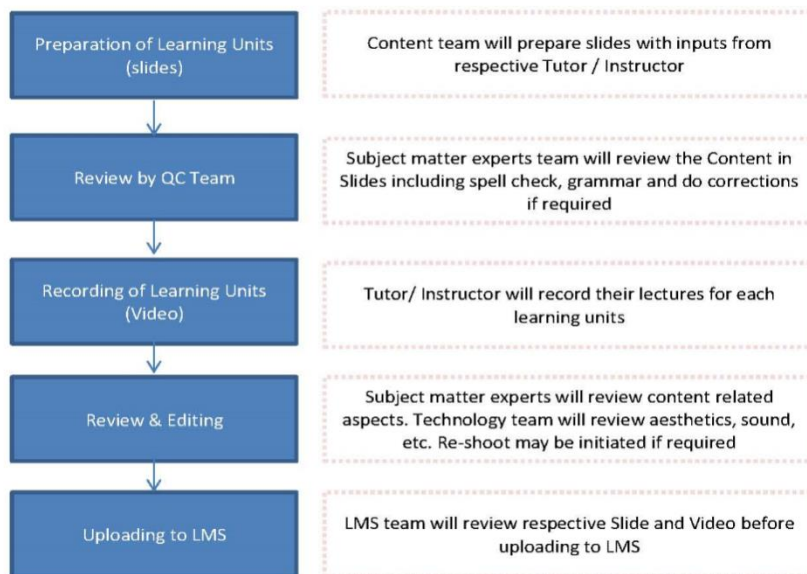 Preparation of Learning Units
(slides)
Content team will prepare slides with inputs from
respective Tutor / Instructor
Review by QC Team
Subject matter experts team will review the Content in
Slides including spell check, grammar and do corrections
if required
Recording of Learning Units
(Video)
Tutor/ Instructor will record their lectures for each
learning units
Review & Editing
Subject matter experts will review content related
aspects. Technology team will review aesthetics, sound,
etc. Re-shoot may be initiated if required
Uploading to LMS
LMS team will review respective Slide and Video before
uploading to LMS